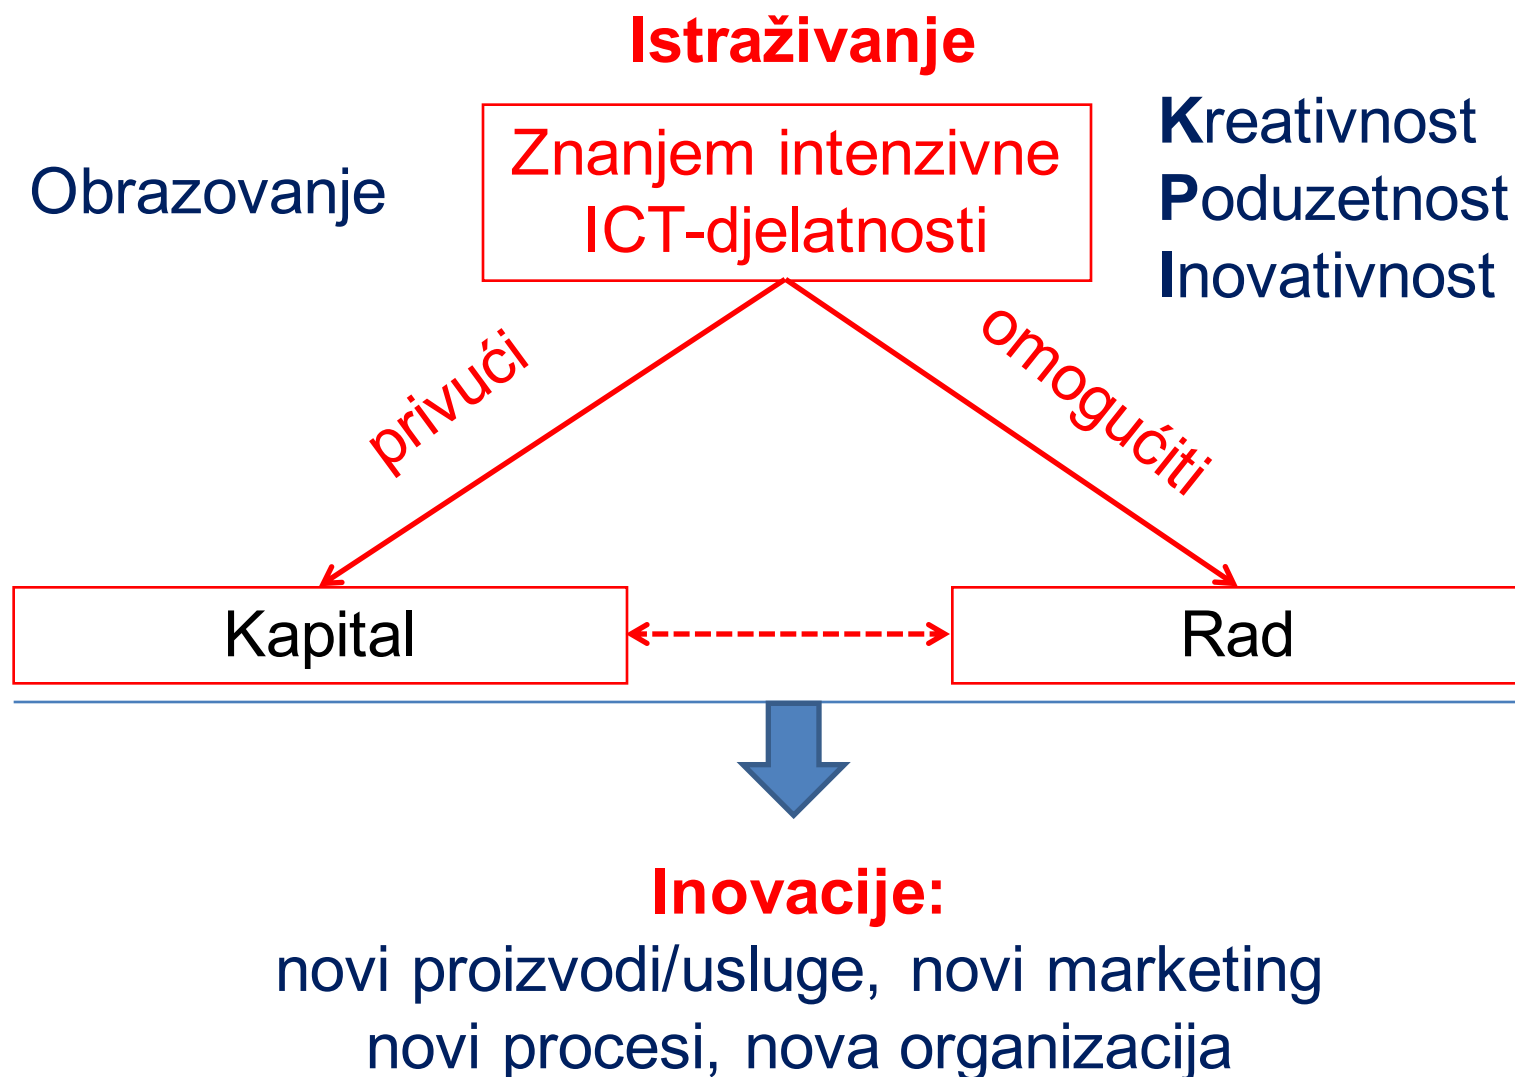 Istraživanje
Obrazovanje
Znanjem intenzivne
ICT-djelatnosti
Kreativnost
Poduzetnost
Inovativnost
privući
omogućiti
Kapital
Rad
Inovacije:
novi proizvodi/usluge, novi marketing
novi procesi, nova organizacija